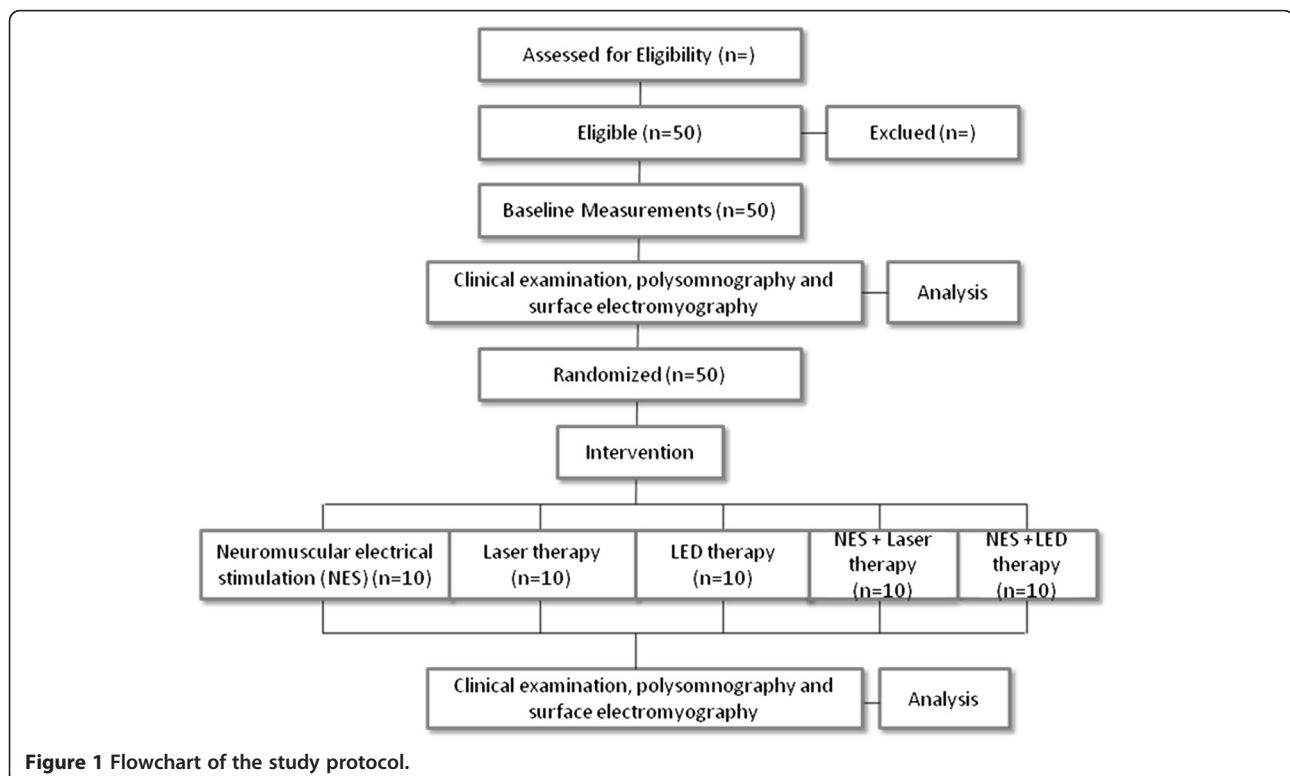 Assessed for Eligibility (n=)
Eligible (n=50)
Exclued (n=)
Baseline Measurements (n=50)
Clinical examination, polysomnography and
surface electromyography
Analysis
Randomized (n=50)
Intervention
Neuromuscular electrical
stimulation (NES) (n=10)
Laser therapy
(n=10)
LED therapy
(n=10)
NES + Laser
therapy
(n=10)
NES +LED
therapy
(n=10)
Clinical examination, polysomnography and
surface electromyography
Analysis
Figure 1 Flowchart of the study protocol.